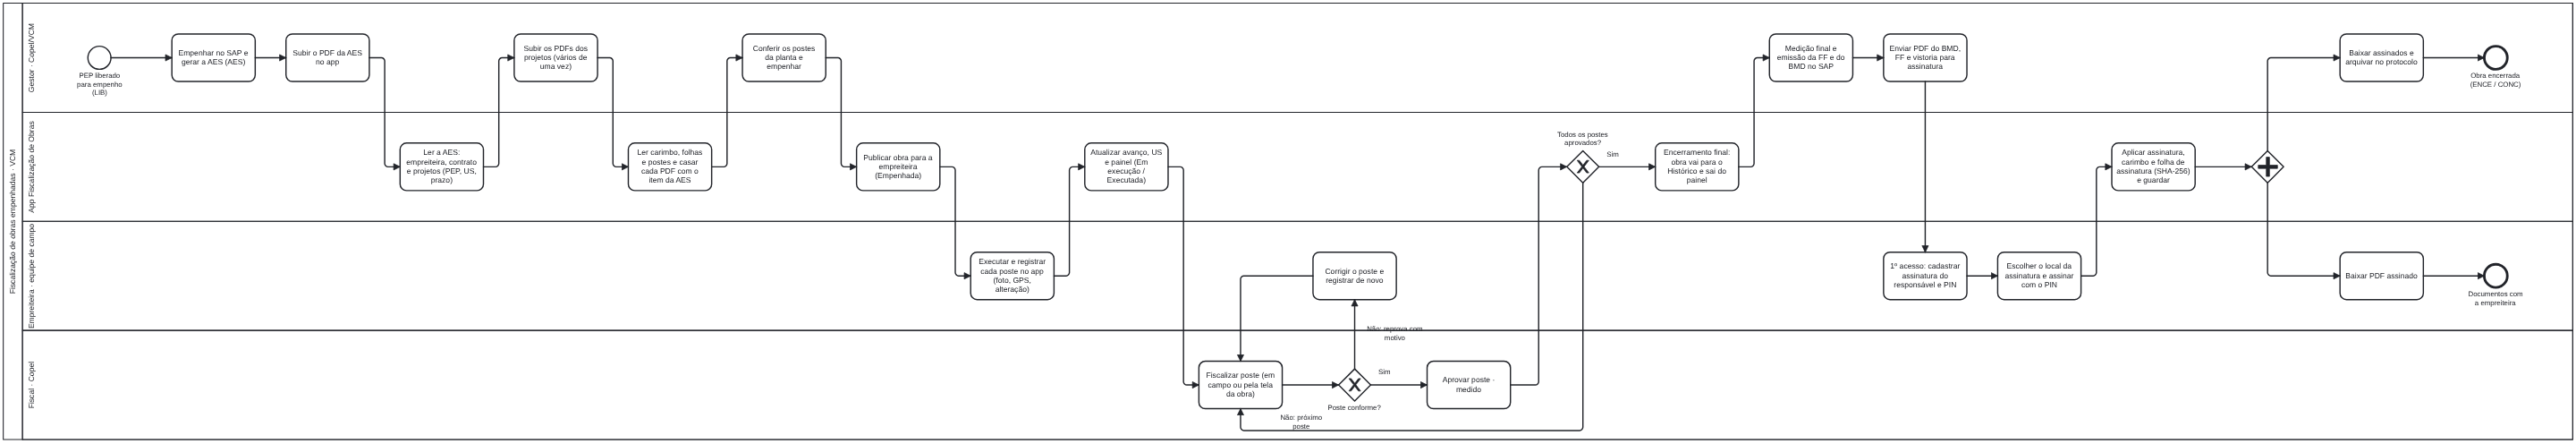 Fiscalização de obras empenhadas · VCM
Gestor · Copel/VCM
PEP liberado
para empenho
(LIB)
Empenhar no SAP e
gerar a AES (AES)
Subir o PDF da AES
no app
Subir os PDFs dos
projetos (vários de
uma vez)
Conferir os postes
da planta e
empenhar
Medição final e
emissão da FF e do
BMD no SAP
Enviar PDF do BMD,
FF e vistoria para
assinatura
Baixar assinados e
arquivar no protocolo
Obra encerrada
(ENCE / CONC)
App Fiscalização de Obras
Ler a AES:
empreiteira, contrato
e projetos (PEP, US,
prazo)
Ler carimbo, folhas
e postes e casar
cada PDF com o
item da AES
Publicar obra para a
empreiteira
(Empenhada)
Atualizar avanço, US
e painel (Em
execução /
Executada)
Todos os postes
aprovados?
Sim
Encerramento final:
obra vai para o
Histórico e sai do
painel
Aplicar assinatura,
carimbo e folha de
assinatura (SHA-256)
e guardar
Empreiteira · equipe de campo
Executar e registrar
cada poste no app
(foto, GPS,
alteração)
Corrigir o poste e
registrar de novo
1º acesso: cadastrar
assinatura do
responsável e PIN
Escolher o local da
assinatura e assinar
com o PIN
Baixar PDF assinado
Documentos com
a empreiteira
Não: reprova com
motivo
Fiscal · Copel
Fiscalizar poste (em
campo ou pela tela
da obra)
Poste conforme?
Sim
Aprovar poste ·
medido
Não: próximo
poste